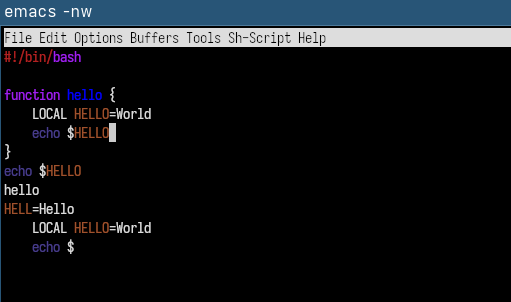 emacs -nw
File Edit Options Buffers Tools Sh-Script Help
#!/bin/bash
function hello {
LOCAL HELLO=World
echo $HELLO
}
echo $HELLO
hello
HELL=Hello
LOCAL HELLO=World
echo $